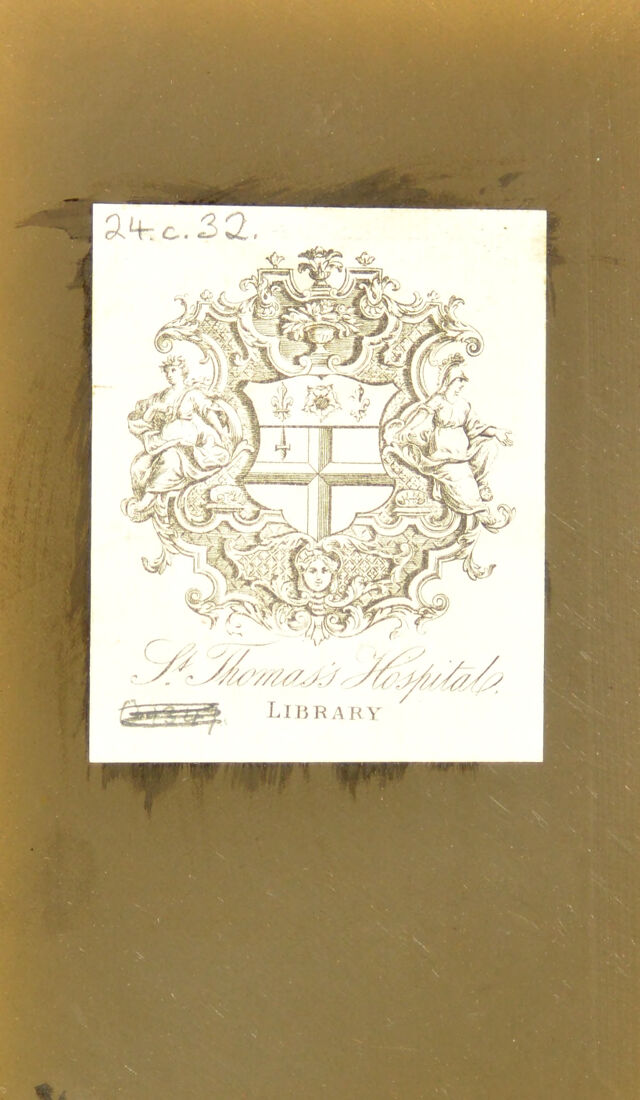 24.c.32.
St Thomas's Hospital.
LIBRARY